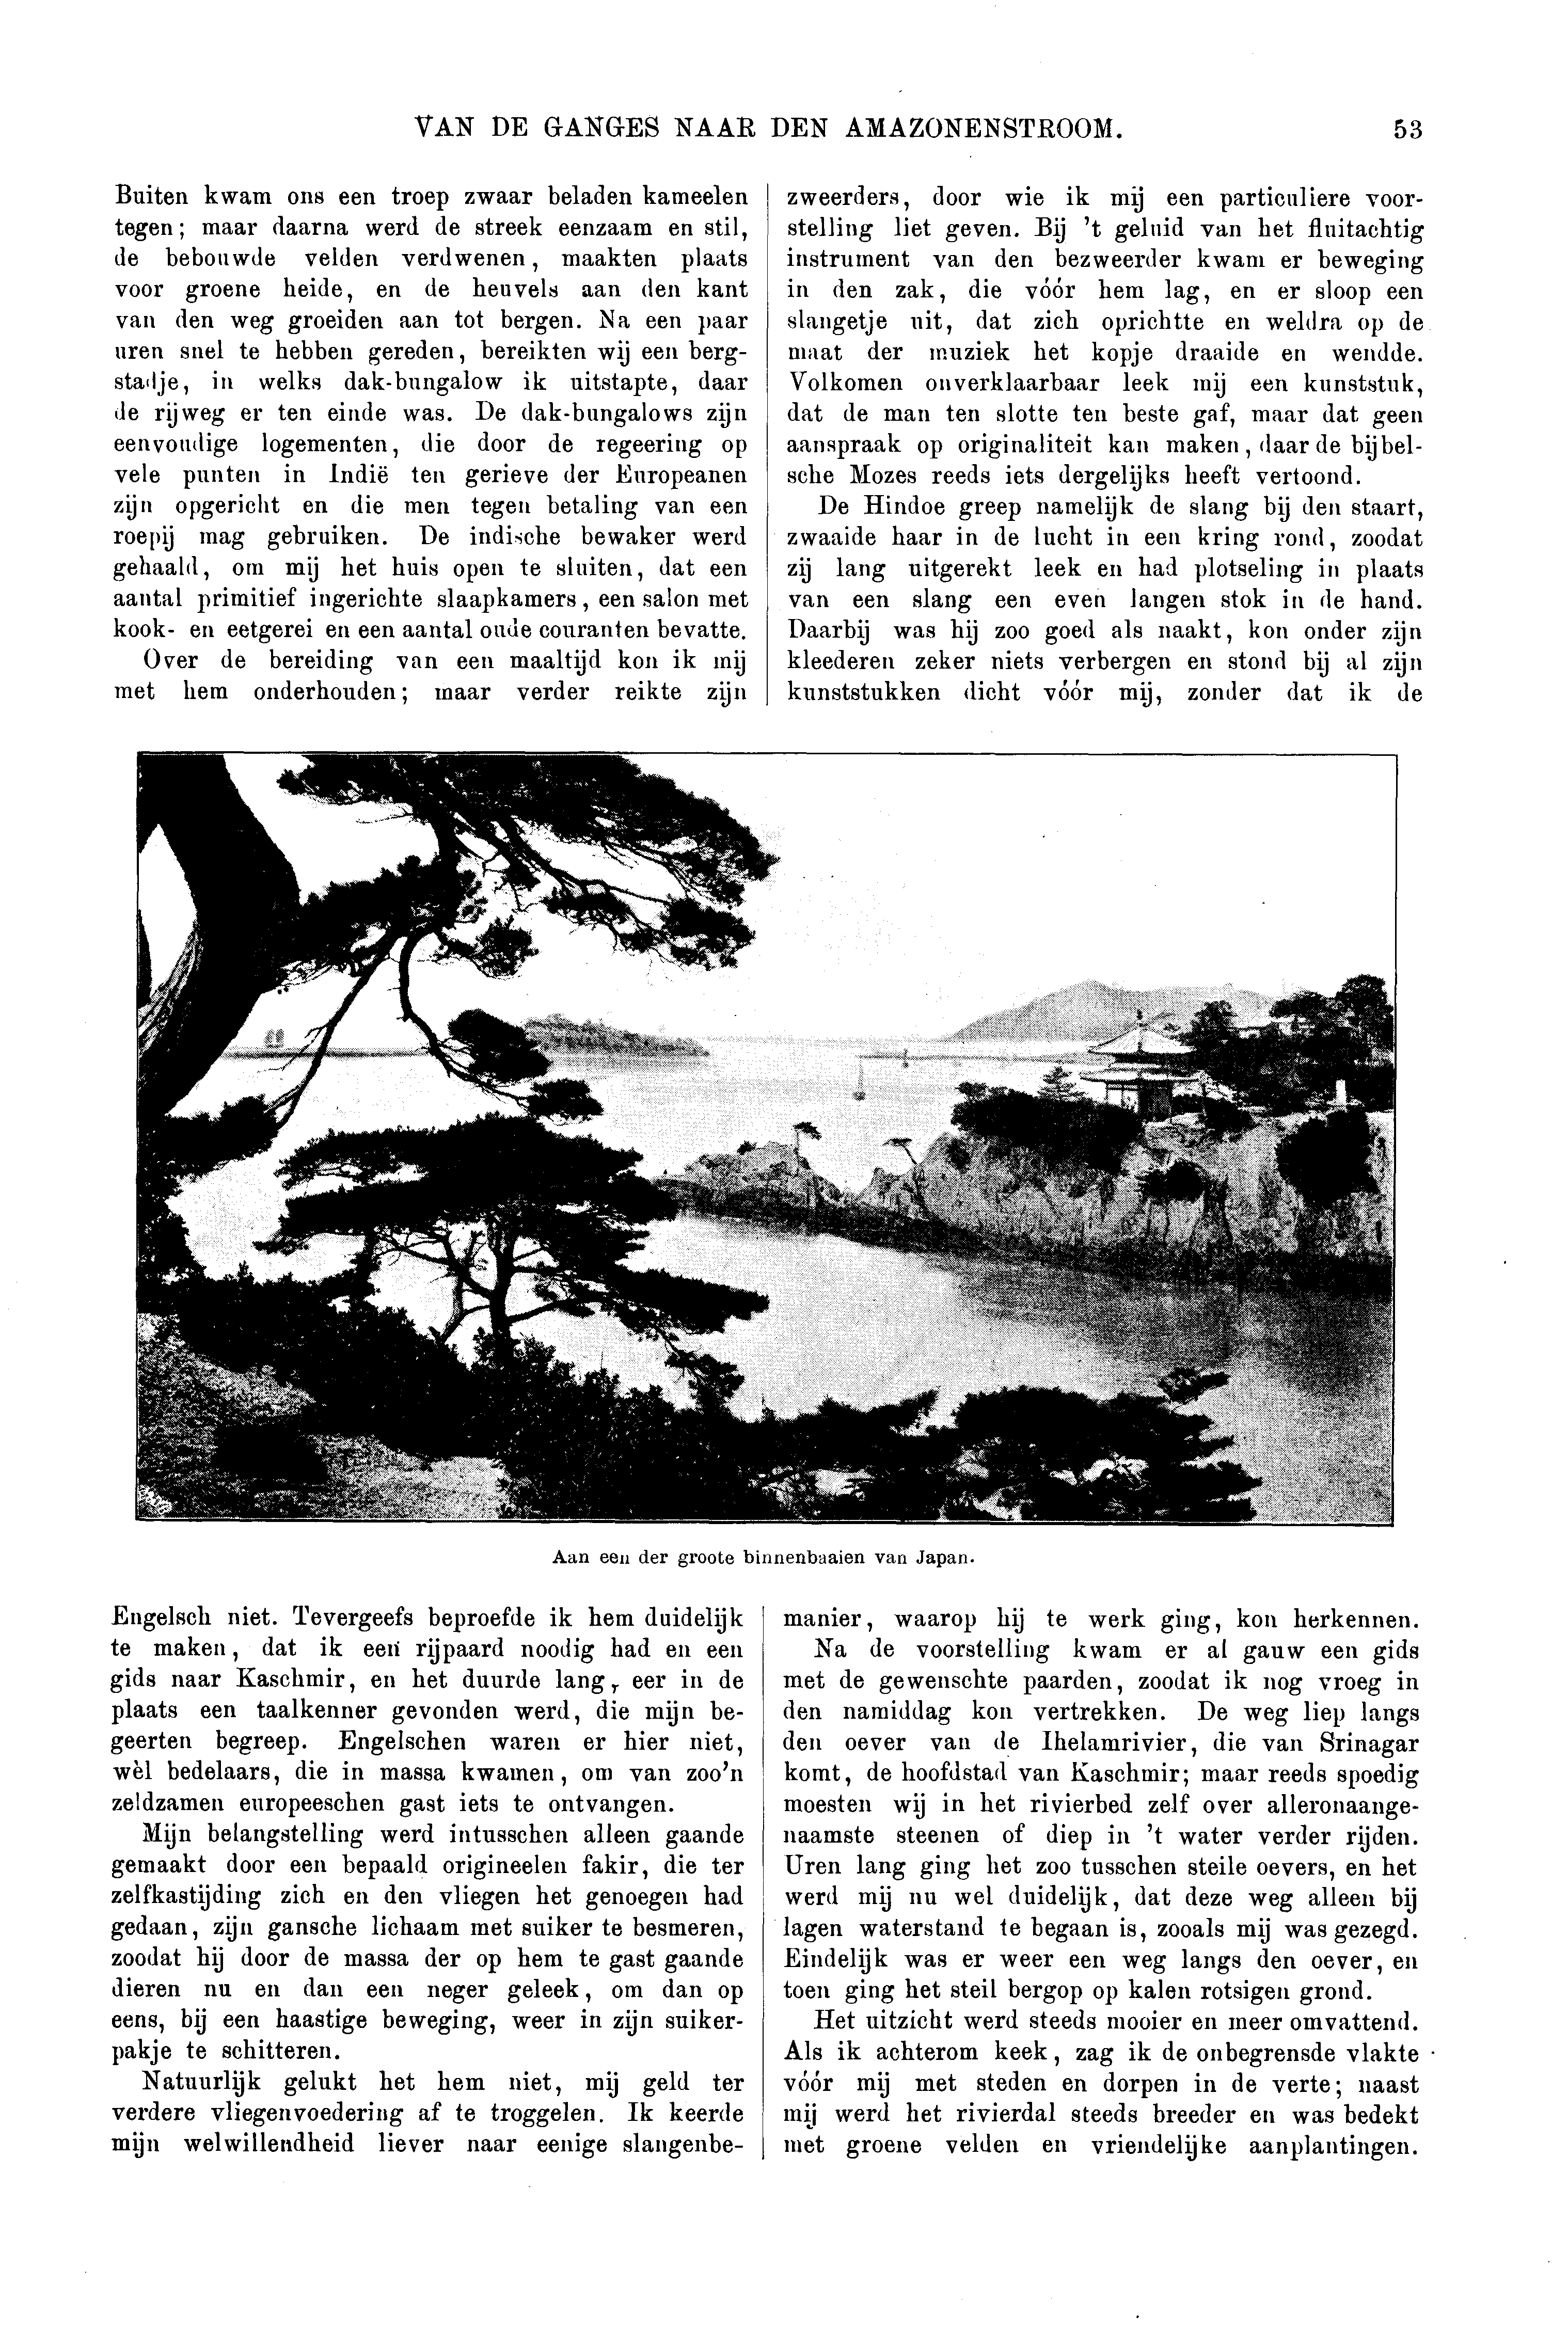 VAN DE GANGES NAAR DEN AMAZONENSTROOM. 53
Buiten kwam ons een troep zwaar beladen kameelen
tegen; maar daarna werd de streek eenzaam en stil,
de bebouwde velden verdwenen, maakten plaats
voor groene heide, en de heuvels aan den kant
van den weg groeiden aan tot bergen. Na een paar
uren snel te hebben gereden, bereikten wij een berg-
stadje, in welks dak-bungalow ik uitstapte, daar
de rijweg er ten einde was. De dak-bungalows zijn
eenvoudige logementen, die door de regeering op
vele punten in Indië ten gerieve der Europeanen
zijn opgericht en die men tegen betaling van een
roepij mag gebruiken. De indische bewaker werd
gehaald, om mij het huis open te sluiten, dat een
aantal primitief ingerichte slaapkamers, een salon met
kook- en eetgerei en een aantal oude couranten bevatte.
Over de bereiding van een maaltijd kon ik mij
met hem onderhouden; maar verder reikte zijn
Engelsch niet. Tevergeefs beproefde ik hem duidelijk
te maken, dat ik een rijpaard noodig had en een
gids naar Kaschmir, en het duurde lang, eer in de
plaats een taalkenner gevonden werd, die mijn be-
geerten begreep. Engelschen waren er hier niet,
wèl bedelaars, die in massa kwamen, om van zoo'n
zeldzamen europeeschen gast iets te ontvangen.
Mijn belangstelling werd intusschen alleen gaande
gemaakt door een bepaald origineelen fakir, die ter
zelfkastijding zich en den vliegen het genoegen had
gedaan, zijn gansche lichaam met suiker te besmeren,
zoodat hij door de massa der op hem te gast gaande
dieren nu en dan een neger geleek, om dan op
eens, bij een haastige beweging, weer in zijn suiker-
pakje te schitteren.
Natuurlijk gelukt het hem niet, mij geld ter
verdere vliegenvoedering af te troggelen. Ik keerde
mijn welwillendheid liever naar eenige slangenbe-
zweerders, door wie ik mij een particuliere voor-
stelling liet geven. Bij 't geluid van het fluitachtig
instrument van den bezweerder kwam er beweging
in den zak, die vóór hem lag, en er sloop een
slangetje uit, dat zich oprichtte en weldra op de
maat der muziek het kopje draaide en wendde.
Volkomen onverklaarbaar leek mij een kunststuk,
dat de man ten slotte ten beste gaf, maar dat geen
aanspraak op originaliteit kan maken, daar de bijbel-
sche Mozes reeds iets dergelijks heeft vertoond.
De Hindoe greep namelijk de slang bij den staart,
zwaaide haar in de lucht in een kring rond, zoodat
zij lang uitgerekt leek en had plotseling in plaats
van een slang een even langen stok in de hand.
Daarbij was hij zoo goed als naakt, kon onder zijn
kleederen zeker niets verbergen en stond bij al zijn
kunststukken dicht vóór mij, zonder dat ik de
manier, waarop hij te werk ging, kon herkennen.
Na de voorstelling kwam er al gauw een gids
met de gewenschte paarden, zoodat ik nog vroeg in
den namiddag kon vertrekken. De weg liep langs
den oever van de Ihelamrivier, die van Srinagar
komt, de hoofdstad van Kaschmir; maar reeds spoedig
moesten wij in het rivierbed zelf over alleronaange-
naamste steenen of diep in 't water verder rijden.
Uren lang ging het zoo tusschen steile oevers, en het
werd mij nu wel duidelijk, dat deze weg alleen bij
lagen waterstand te begaan is, zooals mij was gezegd.
Eindelijk was er weer een weg langs den oever, en
toen ging het steil bergop op kalen rotsigen grond.
Het uitzicht werd steeds mooier en meer omvattend.
Als ik achterom keek, zag ik de onbegrensde vlakte
vóór mij met steden en dorpen in de verte; naast
mij werd het rivierdal steeds breeder en was bedekt
met groene velden en vriendelijke aanplantingen.
Aan een der groote binnenbaaien van Japan.